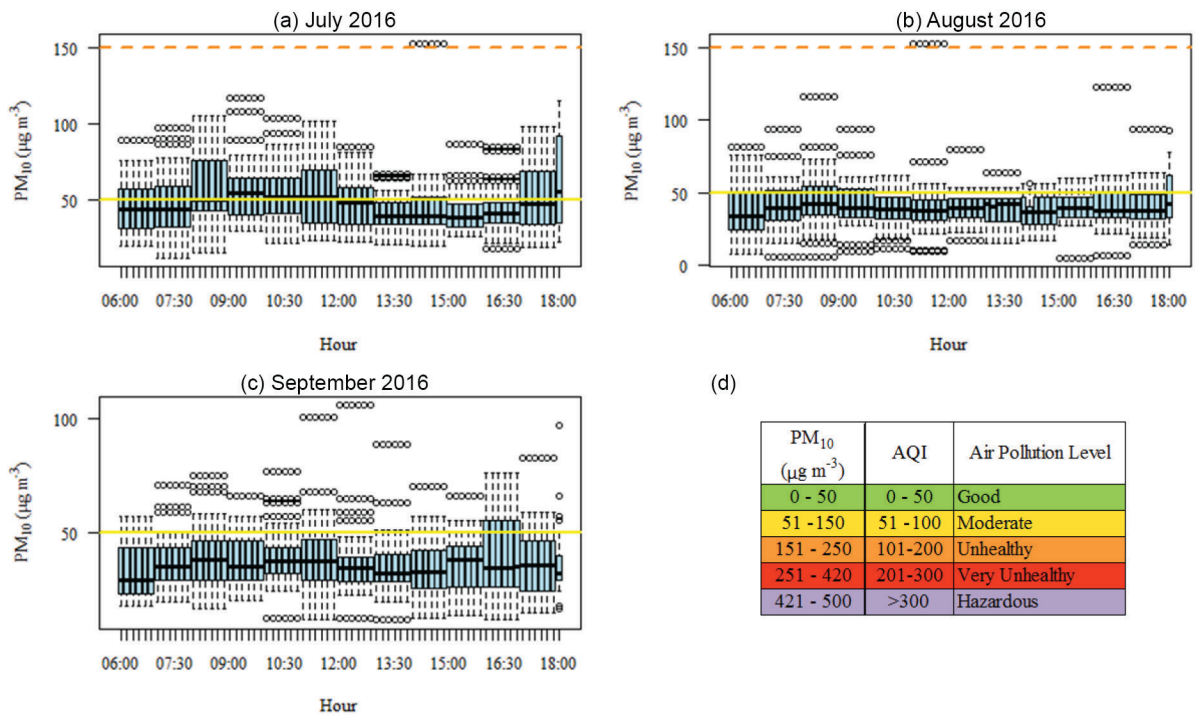 (a) July 2016
150
100
50
PM10 (μg m-3)
06:00 07:30 09:00 10:30 12:00 13:30 15:00 16:30 18:00
Hour
(b) August 2016
150
100
50
0
PM10 (μg m-3)
06:00 07:30 09:00 10:30 12:00 13:30 15:00 16:30 18:00
Hour
(c) September 2016
100
50
PM10 (μg m-3)
06:00 07:30 09:00 10:30 12:00 13:30 15:00 16:30 18:00
Hour
(d)
PM10 (μg m-3) AQI Air Pollution Level
0 - 50 0 - 50 Good
51 -150 51 -100 Moderate
151 - 250 101-200 Unhealthy
251 - 420 201-300 Very Unhealthy
421 - 500 >300 Hazardous